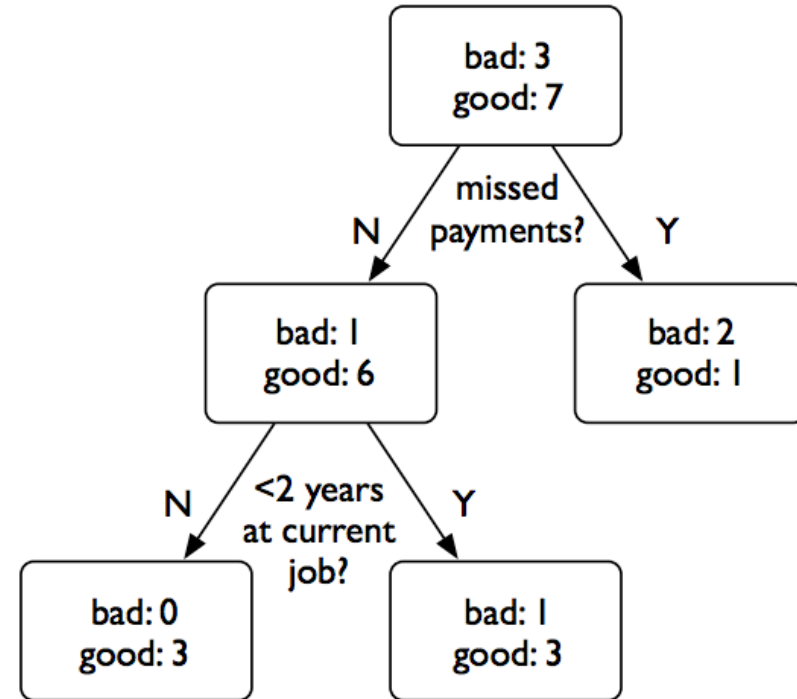 bad: 3
good: 7
missed
payments?
N
Y
bad: 1
good: 6
bad: 2
good: 1
<2 years
at current
job?
N
Y
bad: 0
good: 3
bad: 1
good: 3